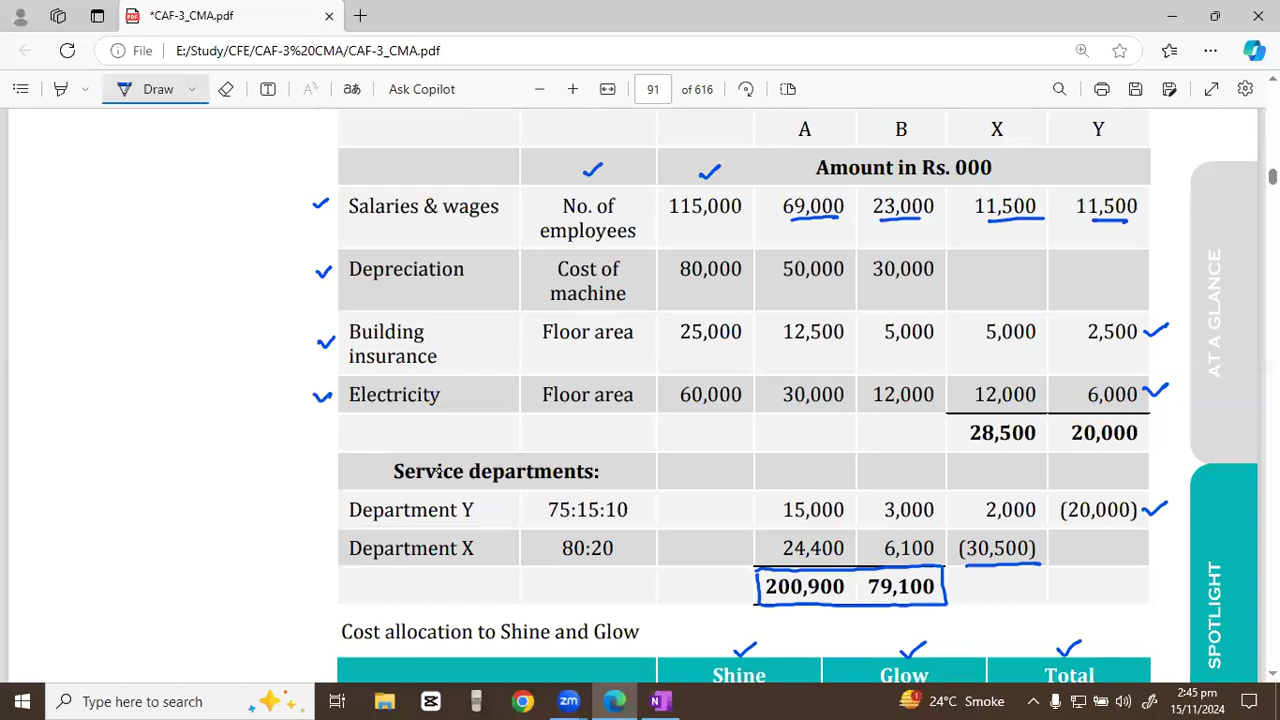 *CAF-3_CMA.pdf
File E:/Study/CFE/CAF-3%20CMA/CAF-3_CMA.pdf
Draw Ask Copilot 91 of 616
A B X Y
Amount in Rs. 000
Salaries & wages No. of employees 115,000 69,000 23,000 11,500 11,500
Depreciation Cost of machine 80,000 50,000 30,000
Building insurance Floor area 25,000 12,500 5,000 5,000 2,500
Electricity Floor area 60,000 30,000 12,000 12,000 6,000
28,500 20,000
Service departments:
Department Y 75:15:10 15,000 3,000 2,000 (20,000)
Department X 80:20 24,400 6,100 (30,500)
200,900 79,100
Cost allocation to Shine and Glow
Shine Glow Total
AT A GLANCE
SPOTLIGHT
Type here to search
zm
N
1
24°C Smoke
2:45 pm
15/11/2024